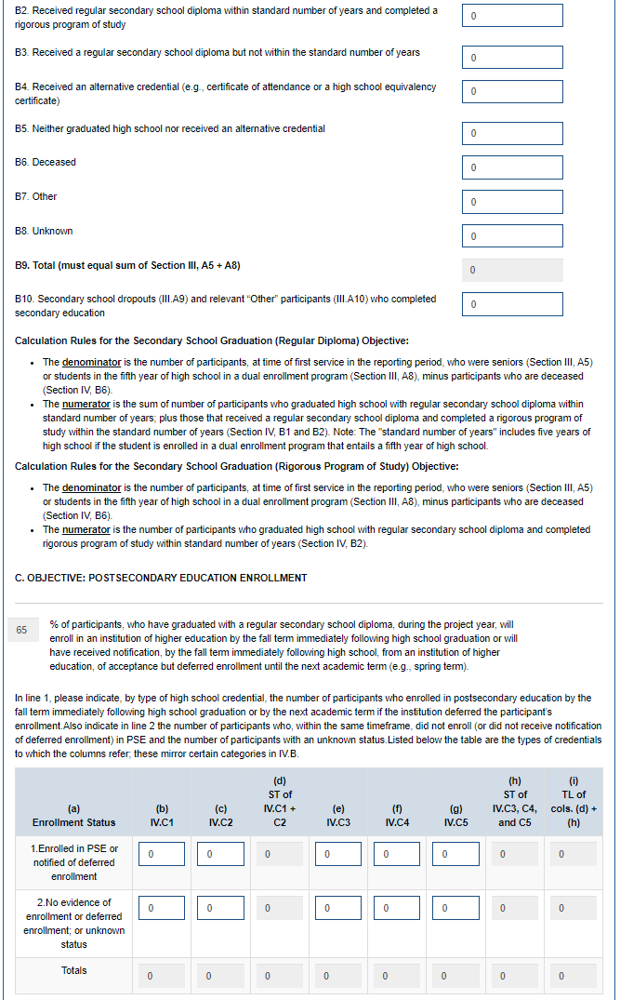 B2. Received regular secondary school diploma within standard number of years and completed a
rigorous program of study
0
B3. Received a regular secondary school diploma but not within the standard number of years
0
B4. Received an alternative credential (e.g., certificate of attendance or a high school equivalency
certificate)
0
B5. Neither graduated high school nor received an alternative credential
0
B6. Deceased
0
B7. Other
0
B8. Unknown
0
B9. Total (must equal sum of Section III, A5 + A8)
0
B10. Secondary school dropouts (III.A9) and relevant “Other” participants (III.A10) who completed
secondary education
0
Calculation Rules for the Secondary School Graduation (Regular Diploma) Objective:
• The denominator is the number of participants, at time of first service in the reporting period, who were seniors (Section III, A5)
or students in the fifth year of high school in a dual enrollment program (Section III, A8), minus participants who are deceased
(Section IV, B6).
• The numerator is the sum of number of participants who graduated high school with regular secondary school diploma within
standard number of years; plus those that received a regular secondary school diploma and completed a rigorous program of
study within the standard number of years (Section IV, B1 and B2). Note: The "standard number of years" includes five years of
high school if the student is enrolled in a dual enrollment program that entails a fifth year of high school.
Calculation Rules for the Secondary School Graduation (Rigorous Program of Study) Objective:
• The denominator is the number of participants, at time of first service in the reporting period, who were seniors (Section III, A5)
or students in the fifth year of high school in a dual enrollment program (Section III, A8), minus participants who are deceased
(Section IV, B6).
• The numerator is the number of participants who graduated high school with regular secondary school diploma and completed
rigorous program of study within standard number of years (Section IV, B2).
C. OBJECTIVE: POSTSECONDARY EDUCATION ENROLLMENT
65
% of participants, who have graduated with a regular secondary school diploma, during the project year, will
enroll in an institution of higher education by the fall term immediately following high school graduation or will
have received notification, by the fall term immediately following high school, from an institution of higher
education, of acceptance but deferred enrollment until the next academic term (e.g., spring term).
In line 1, please indicate, by type of high school credential, the number of participants who enrolled in postsecondary education by the
fall term immediately following high school graduation or by the next academic term if the institution deferred the participant's
enrollment.Also indicate in line 2 the number of participants who, within the same timeframe, did not enroll (or did not receive notification
of deferred enrollment) in PSE and the number of participants with an unknown status.Listed below the table are the types of credentials
to which the columns refer; these mirror certain categories in IV.B.
(a)
Enrollment Status
(b)
IV.C1
(c)
IV.C2
(d)
ST of
IV.C1 +
C2
(e)
IV.C3
(f)
IV.C4
(g)
IV.C5
(h)
ST of
IV.C3, C4,
and C5
(i)
TL of
cols. (d) +
(h)
1.Enrolled in PSE or
notified of deferred
enrollment
0 0 0 0 0 0 0 0
2.No evidence of
enrollment or deferred
enrollment; or unknown
status
0 0 0 0 0 0 0 0
Totals
0 0 0 0 0 0 0 0